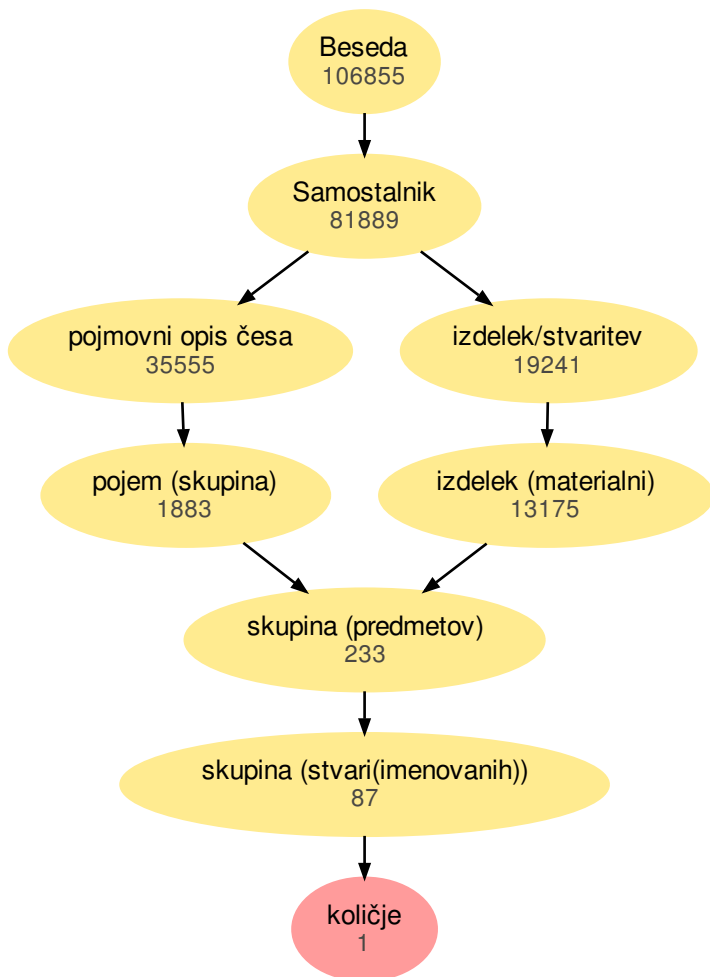 Beseda
106855
Samostalnik
81889
pojmovni opis česa
35555
izdelek/stvaritev
19241
pojem (skupina)
1883
izdelek (materialni)
13175
skupina (predmetov)
233
skupina (stvari(imenovanih))
87
količje
1